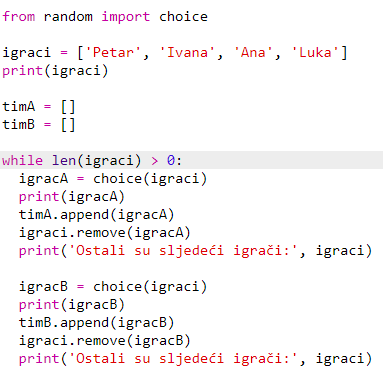 from random import choice
igraci = ['Petar', 'Ivana', 'Ana', 'Luka']
print(igraci)
timA = []
timB = []
while len(igraci) > 0:
  igracA = choice(igraci)
  print(igracA)
  timA.append(igracA)
  igraci.remove(igracA)
  print('Ostali su sljedeći igrači:', igraci)
  igracB = choice(igraci)
  print(igracB)
  timB.append(igracB)
  igraci.remove(igracB)
  print('Ostali su sljedeći igrači:', igraci)